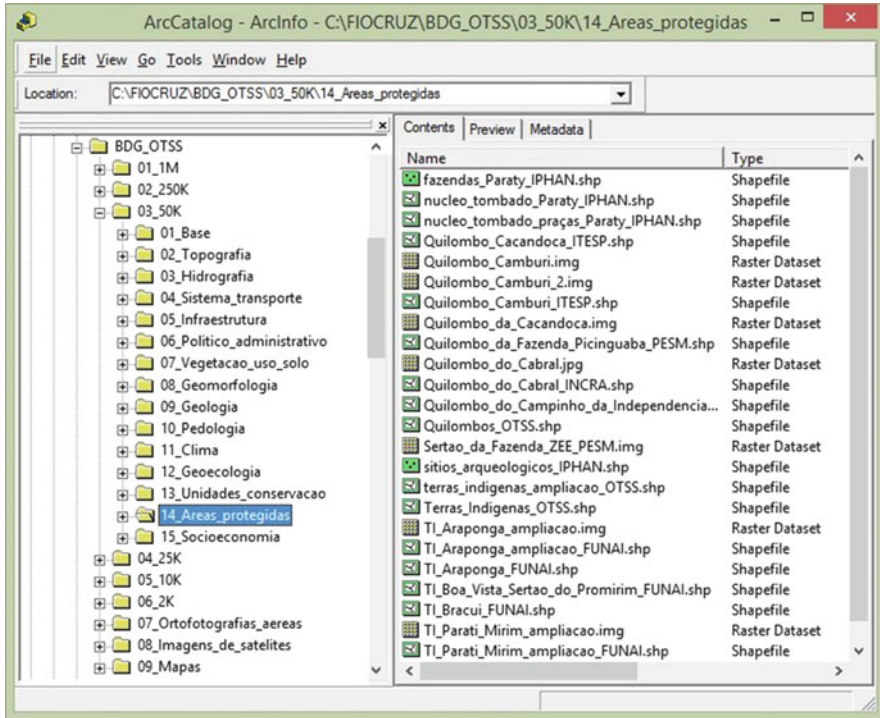 ArcCatalog - ArcInfo - C:\FIOCRUZ\BDG_OTSS\03_50K\14_Areas_protegidas
File Edit View Go Tools Window Help
Location: C:\FIOCRUZ\BDG_OTSS\03_50K\14_Areas_protegidas
BDG_OTSS
01_1M
02_250K
03_50K
01_Base
02_Topografia
03_Hidrografia
04_Sistema_transporte
05_Infraestrutura
06_Politico_administrativo
07_Vegetacao_uso_solo
08_Geomorfologia
09_Geologia
10_Pedologia
11_Clima
12_Geoecologia
13_Unidades_conservacao
14_Areas_protegidas
15_Socioeconomia
04_25K
05_10K
06_2K
07_Ortofotografias_aereas
08_Imagens_de_satelites
09_Mapas
Contents Preview Metadata
Name Type
fazendas_Paraty_IPHAN.shp Shapefile
nucleo_tombado_Paraty_IPHAN.shp Shapefile
nucleo_tombado_praças_Paraty_IPHAN.shp Shapefile
Quilombo_Cacandoca_ITESP.shp Shapefile
Quilombo_Camburi.img Raster Dataset
Quilombo_Camburi_2.img Raster Dataset
Quilombo_Camburi_ITESP.shp Shapefile
Quilombo_da_Cacandoca.img Raster Dataset
Quilombo_da_Fazenda_Picinguaba_PESM.shp Shapefile
Quilombo_do_Cabral.jpg Raster Dataset
Quilombo_do_Cabral_INCRA.shp Shapefile
Quilombo_do_Campinho_da_Independencia... Shapefile
Quilombos_OTSS.shp Shapefile
Sertao_da_Fazenda_ZEE_PESM.img Raster Dataset
sitios_arqueologicos_IPHAN.shp Shapefile
terras_indigenas_ampliacao_OTSS.shp Shapefile
Terras_Indigenas_OTSS.shp Shapefile
TI_Araponga_ampliacao.img Raster Dataset
TI_Araponga_ampliacao_FUNAI.shp Shapefile
TI_Araponga_FUNAI.shp Shapefile
TI_Boa_Vista_Sertao_do_Promirim_FUNAI.shp Shapefile
TI_Bracui_FUNAI.shp Shapefile
TI_Parati_Mirim_ampliacao.img Raster Dataset
TI_Parati_Mirim_ampliacao_FUNAI.shp Shapefile